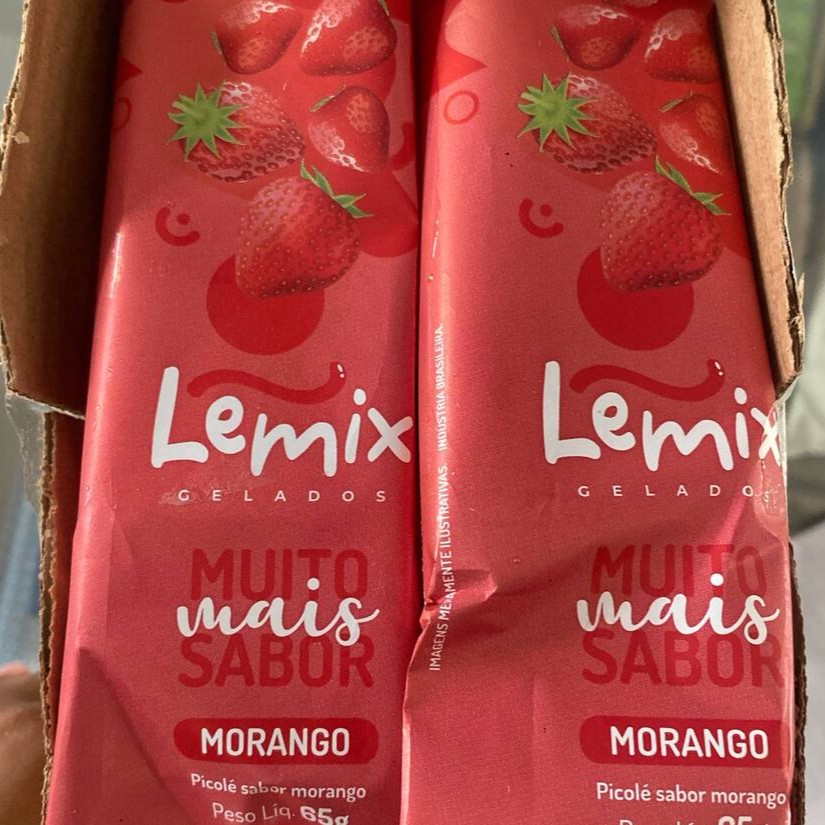 Lemix
GELADOS
MUITO
mais
SABOR
MORANGO
Picolé sabor morango
Peso Líq. 65g
IMAGENS MERAMENTE ILUSTRATIVAS. INDÚSTRIA BRASILEIRA.
Lemix
GELADOS
MUITO
mais
SABOR
MORANGO
Picolé sabor morango